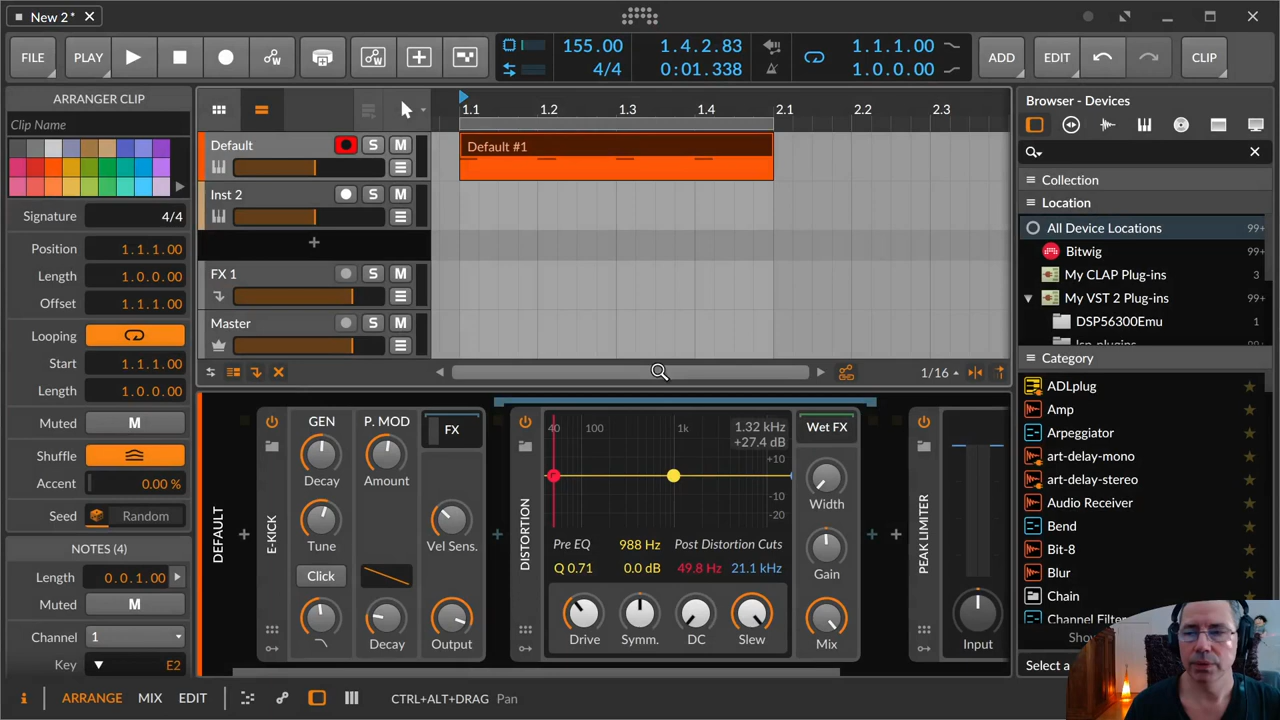 New 2*
FILE
PLAY
155.00
4/4
1.4.2.83
0:01.338
1.1.1.00
1.0.0.00
ADD
EDIT
CLIP
ARRANGER CLIP
Clip Name
Signature 4/4
Position 1.1.1.00
Length 1.0.0.00
Offset 1.1.1.00
Looping
Start 1.1.1.00
Length 1.0.0.00
Muted M
Shuffle
Accent 0.00 %
Seed Random
NOTES (4)
Length 0.0.1.00
Muted M
Channel 1
Key E2
1.1 1.2 1.3 1.4 2.1 2.2 2.3
Default S M
Default #1
Inst 2 S M
FX 1 S M
Master S M
1/16
DEFAULT
E-KICK
GEN
Decay
Tune
Click
P. MOD
Amount
Decay
FX
Vel Sens.
Output
DISTORTION
40 100 1k
1.32 kHz
+27.4 dB
+10
-10
-20
Pre EQ 988 Hz Post Distortion Cuts
Q 0.71 0.0 dB 49.8 Hz 21.1 kHz
Drive Symm. DC Slew
Wet FX
Width
Gain
Mix
PEAK LIMITER
Input
Browser - Devices
Collection
Location
All Device Locations 99+
Bitwig 99+
My CLAP Plug-ins 3
My VST 2 Plug-ins 99+
DSP56300Emu 1
lsp-plugins
Category
ADLplug
Amp
Arpeggiator
art-delay-mono
art-delay-stereo
Audio Receiver
Bend
Bit-8
Blur
Chain
Channel Filter
Select a
i ARRANGE MIX EDIT
CTRL+ALT+DRAG Pan